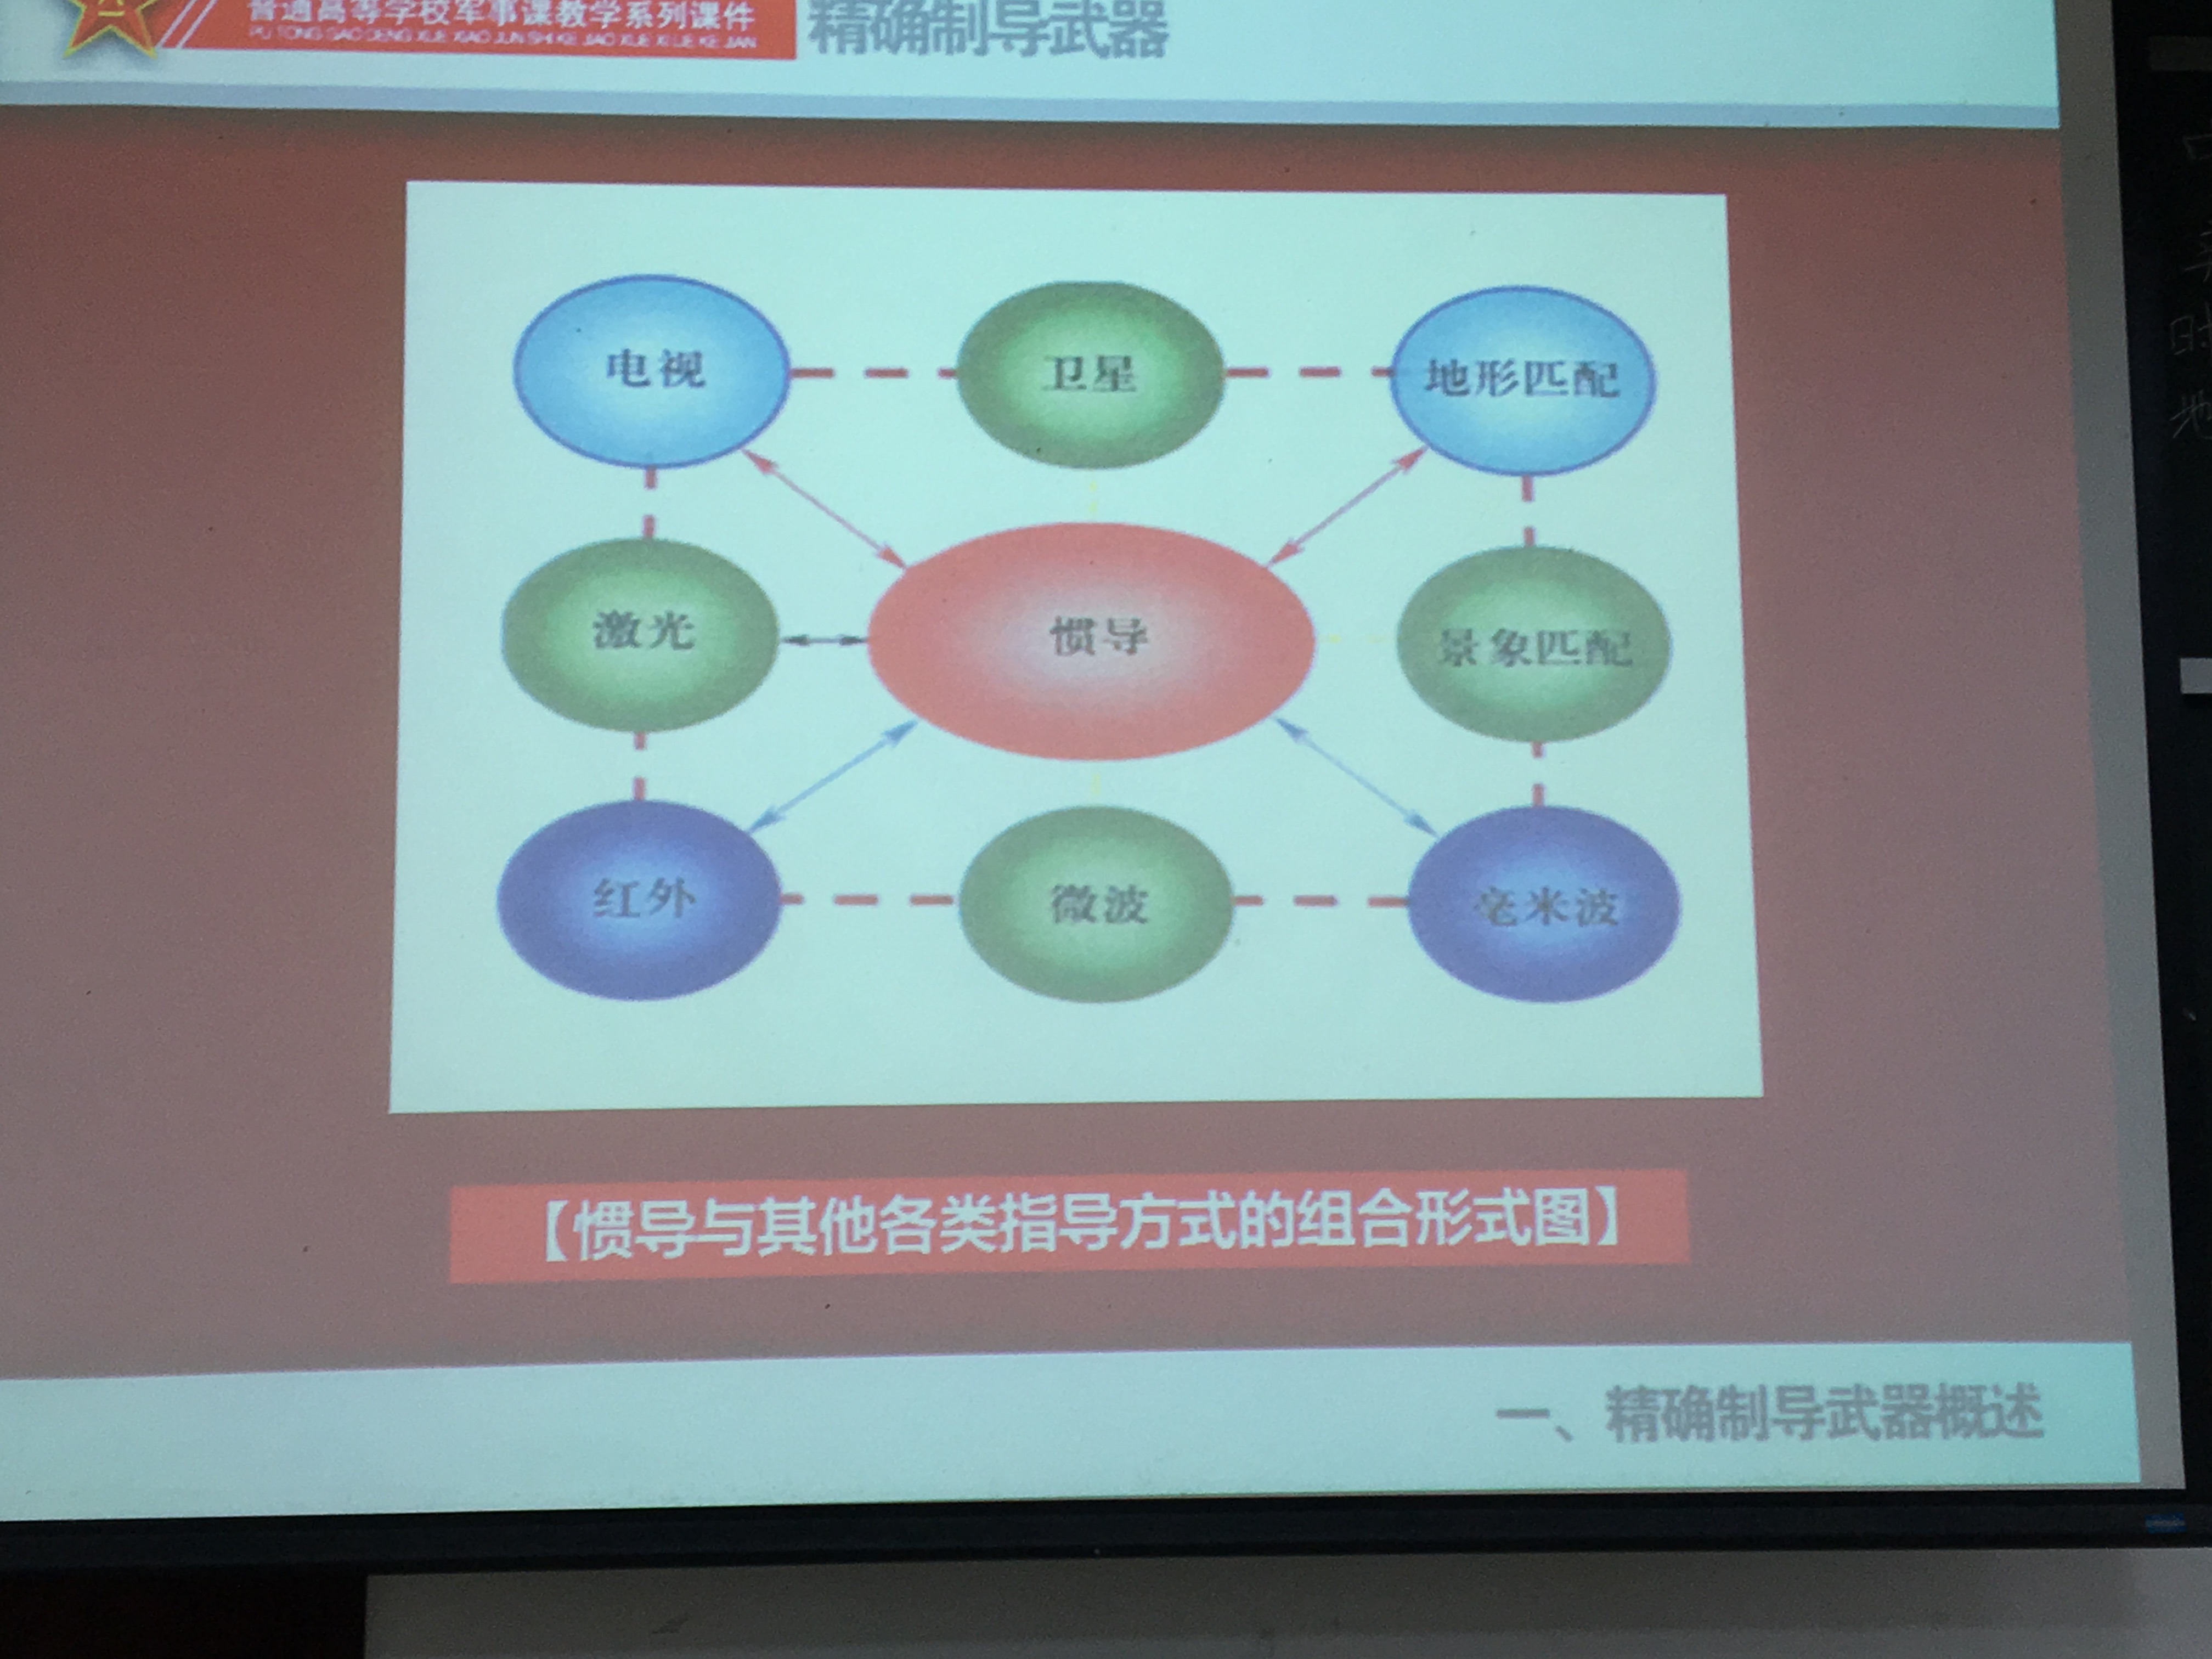 普通高等学校军事课教学系列课件
PU TONG GAO DENG XUE XIAO JUN SHI KE JIAO XUE XI LIE KE JIAN
精确制导武器
电视
卫星
地形匹配
激光
惯导
景象匹配
红外
微波
毫米波
【惯导与其他各类指导方式的组合形式图】
一、精确制导武器概述